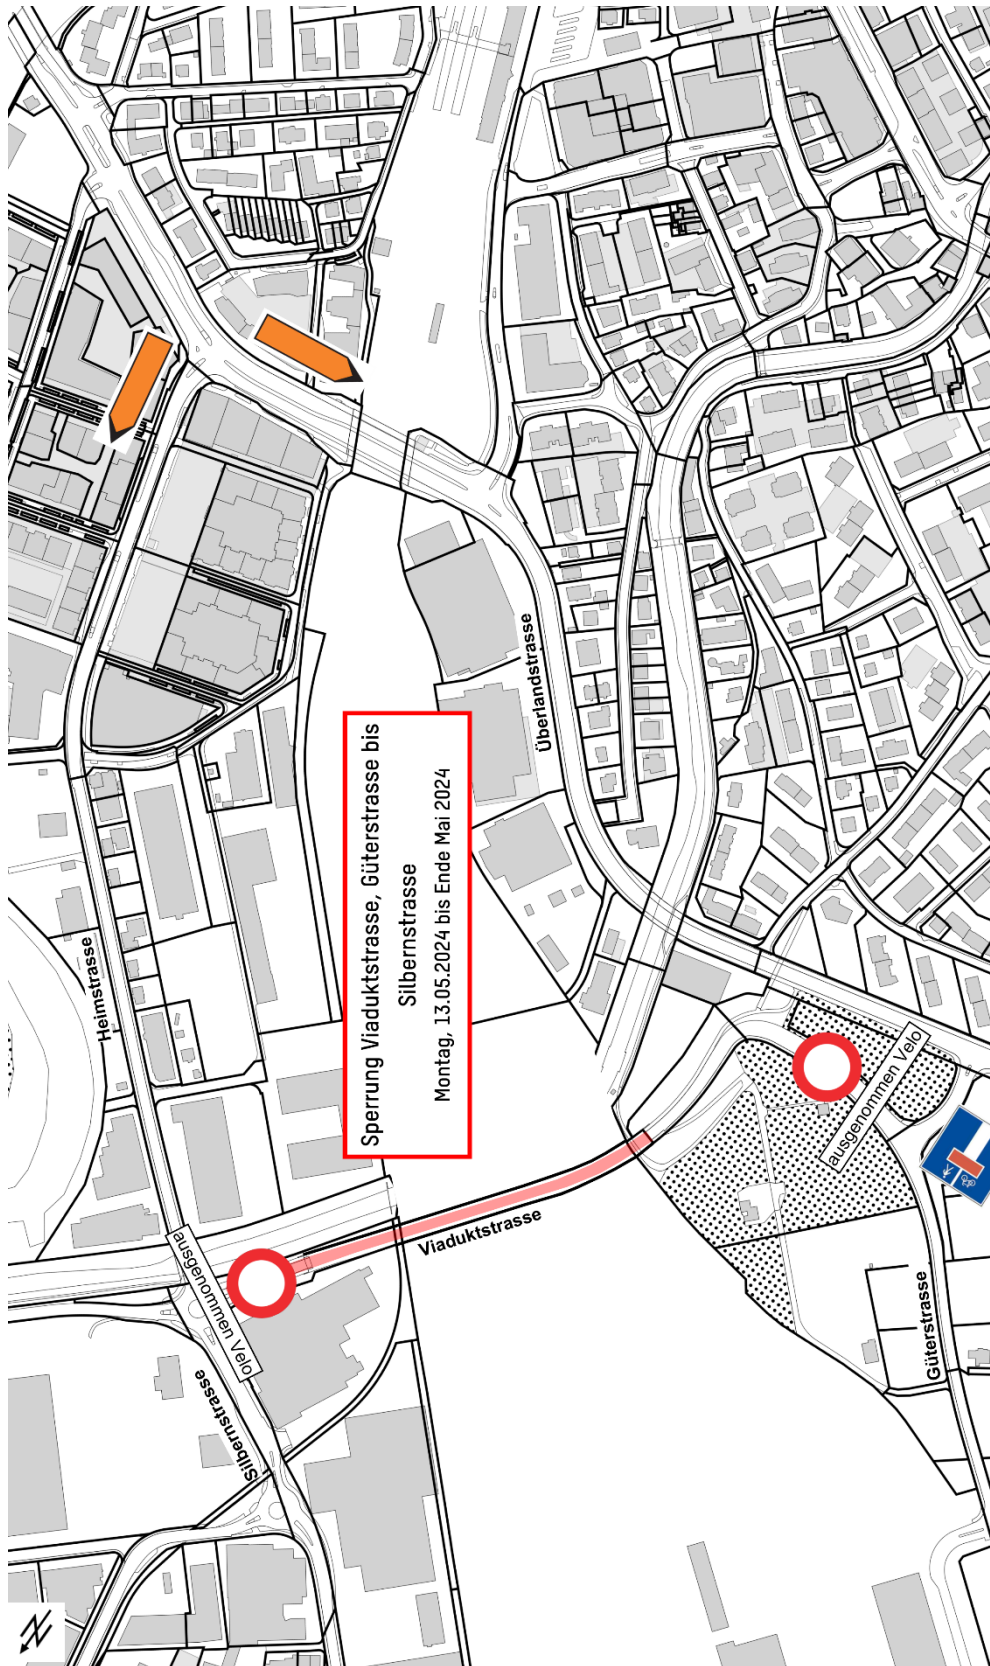 Sperrung Viaduktstrasse, Güterstrasse bis
Silbernstrasse
Montag, 13.05.2024 bis Ende Mai 2024
Überlandstrasse
Heimstrasse
Viaduktstrasse
ausgenommen Velo
ausgenommen Velo
Silbernstrasse
Güterstrasse
N